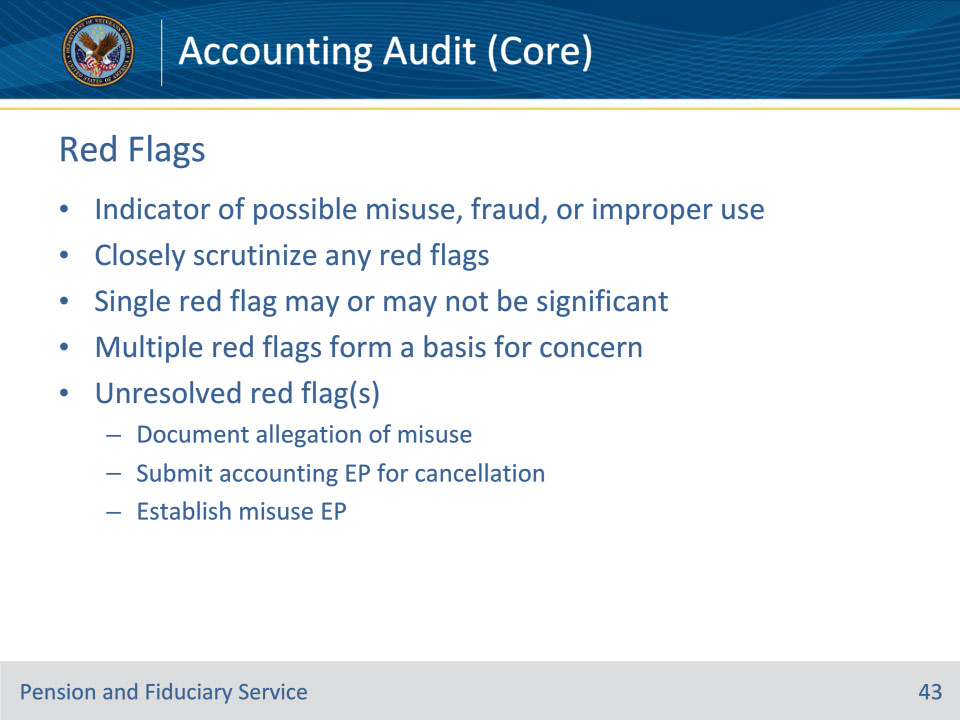 Accounting Audit (Core)
Red Flags
• Indicator of possible misuse, fraud, or improper use
• Closely scrutinize any red flags
• Single red flag may or may not be significant
• Multiple red flags form a basis for concern
• Unresolved red flag(s)
– Document allegation of misuse
– Submit accounting EP for cancellation
– Establish misuse EP
Pension and Fiduciary Service
43